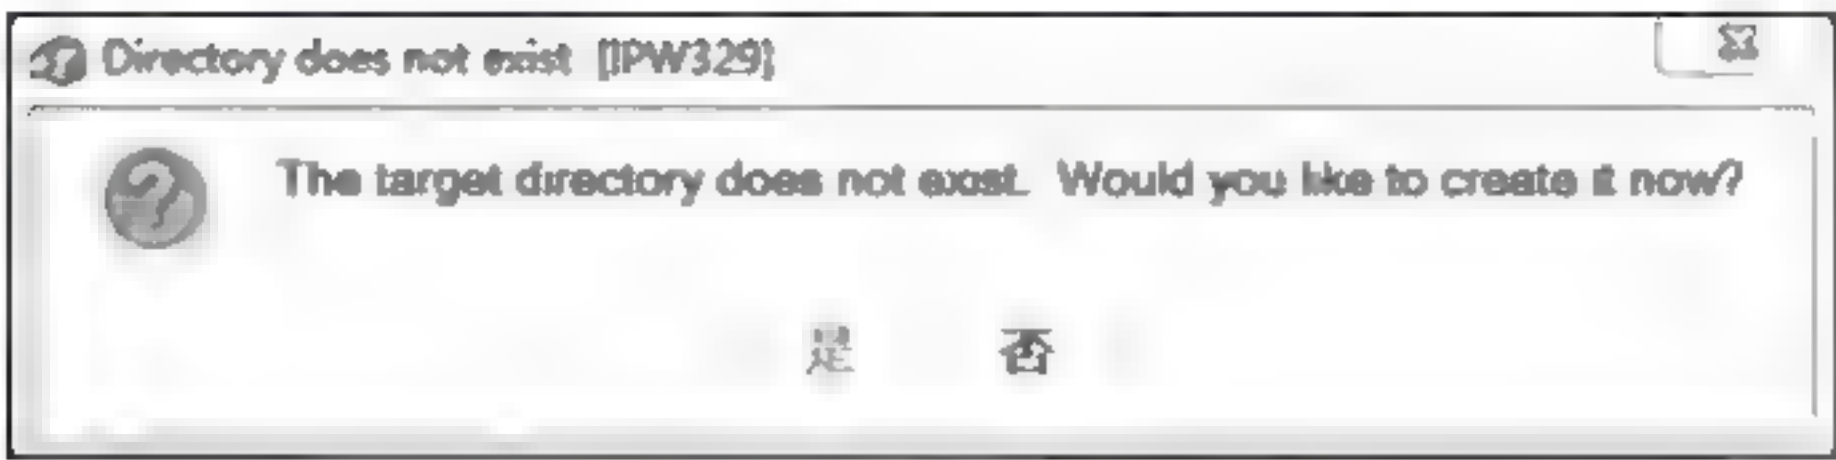 Directory does not exist [IPW329]
The target directory does not exist. Would you like to create it now?
是 否